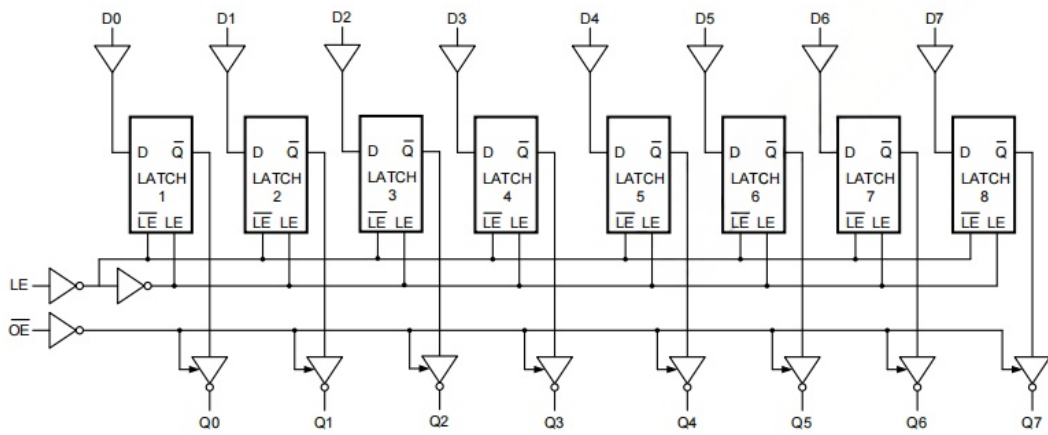 D0 D1 D2 D3 D4 D5 D6 D7
D Q̅ D Q̅ D Q̅ D Q̅ D Q̅ D Q̅ D Q̅ D Q̅
LATCH LATCH LATCH LATCH LATCH LATCH LATCH LATCH
1 2 3 4 5 6 7 8
L̅E̅ LE L̅E̅ LE L̅E̅ LE L̅E̅ LE L̅E̅ LE L̅E̅ LE L̅E̅ LE L̅E̅ LE
LE
O̅E̅
Q0 Q1 Q2 Q3 Q4 Q5 Q6 Q7